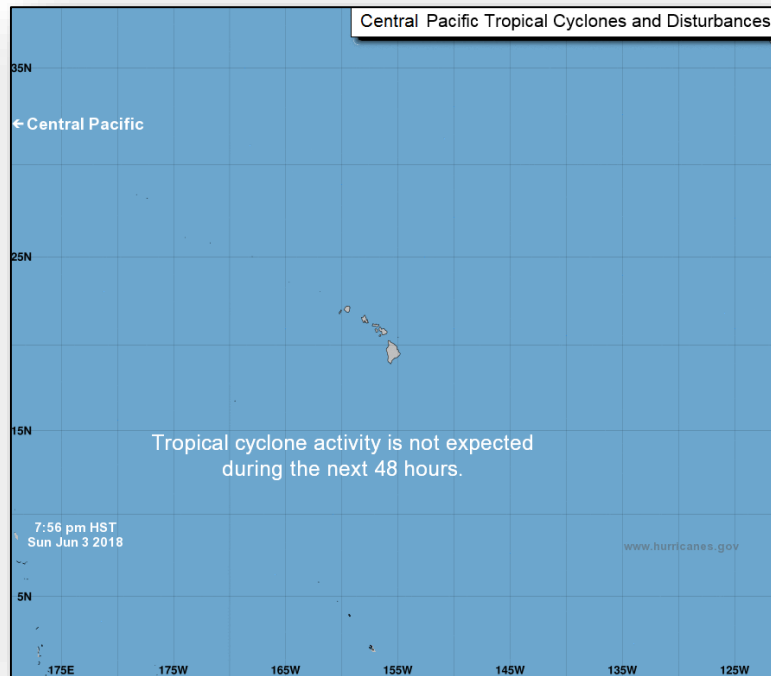 Central Pacific Tropical Cyclones and Disturbances
35N
← Central Pacific
25N
15N
Tropical cyclone activity is not expected
during the next 48 hours.
7:56 pm HST
Sun Jun 3 2018
www.hurricanes.gov
5N
175E 175W 165W 155W 145W 135W 125W